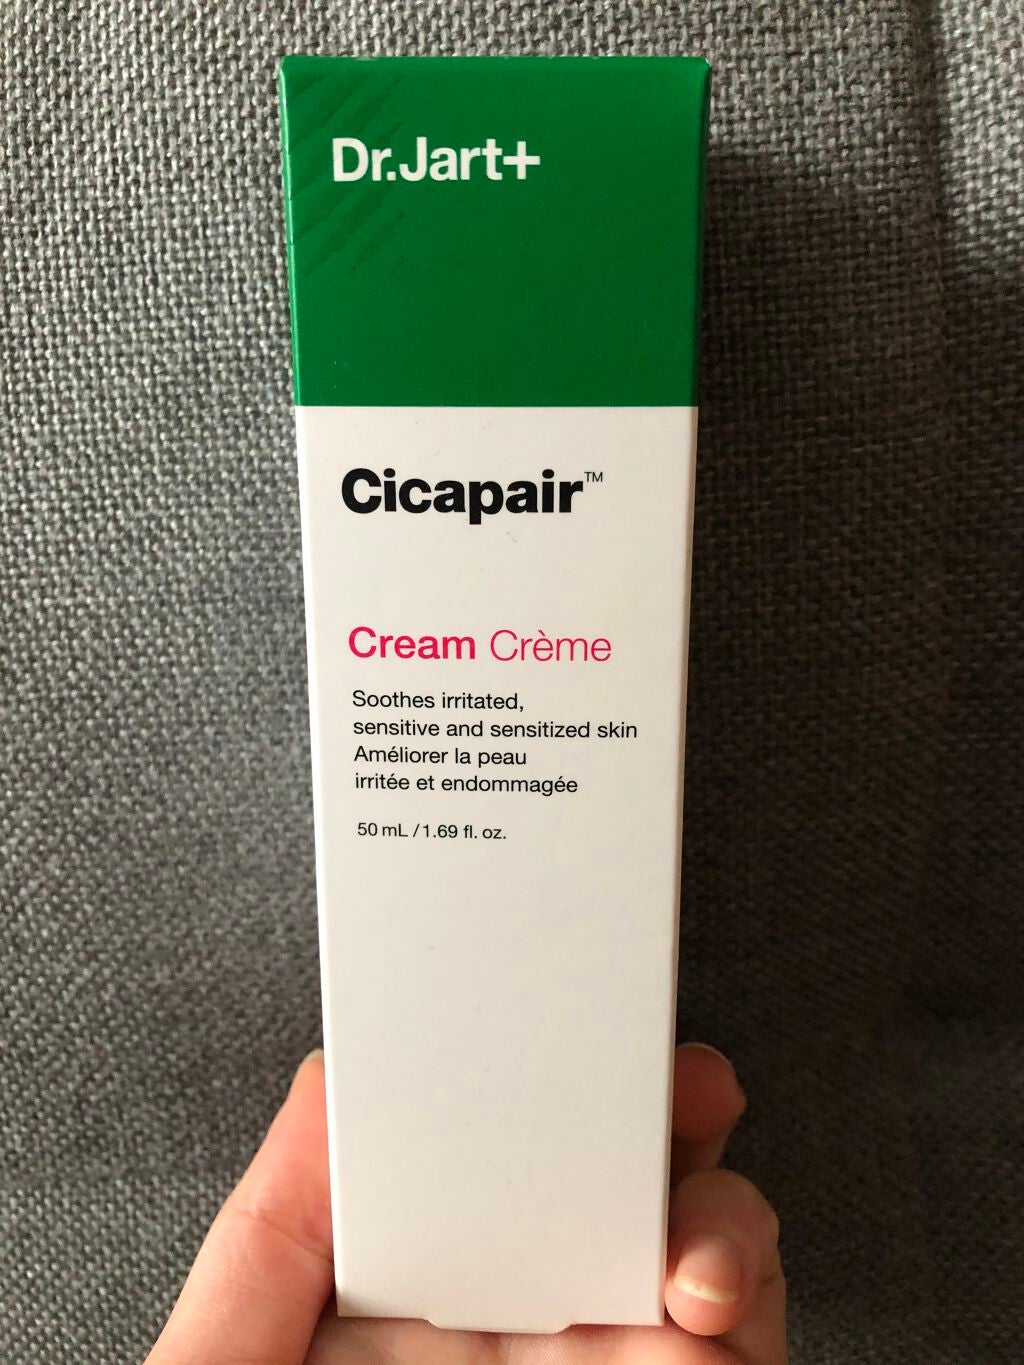 Dr.Jart+
Cicapair™
Cream Crème
Soothes irritated,
sensitive and sensitized skin
Améliorer la peau
irritée et endommagée
50 mL / 1.69 fl. oz.